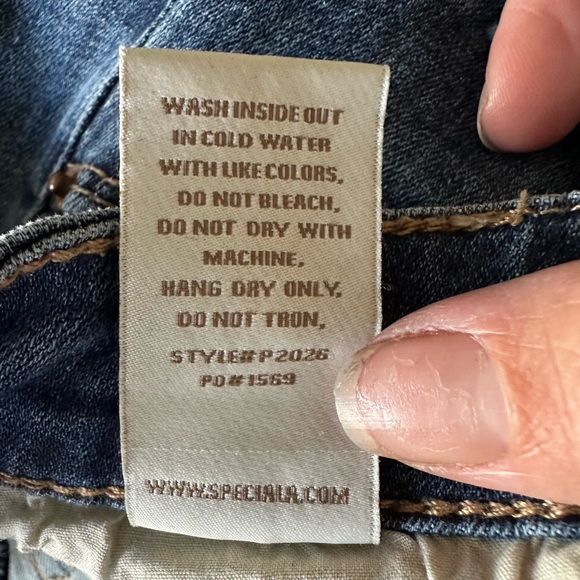 WASH INSIDE OUT
IN COLD WATER
WITH LIKE COLORS,
DO NOT BLEACH,
DO NOT DRY WITH
MACHINE,
HANG DRY ONLY,
DO NOT TRON,
STYLE# P2026
PO# 1569
WWW.SPECIALA.COM